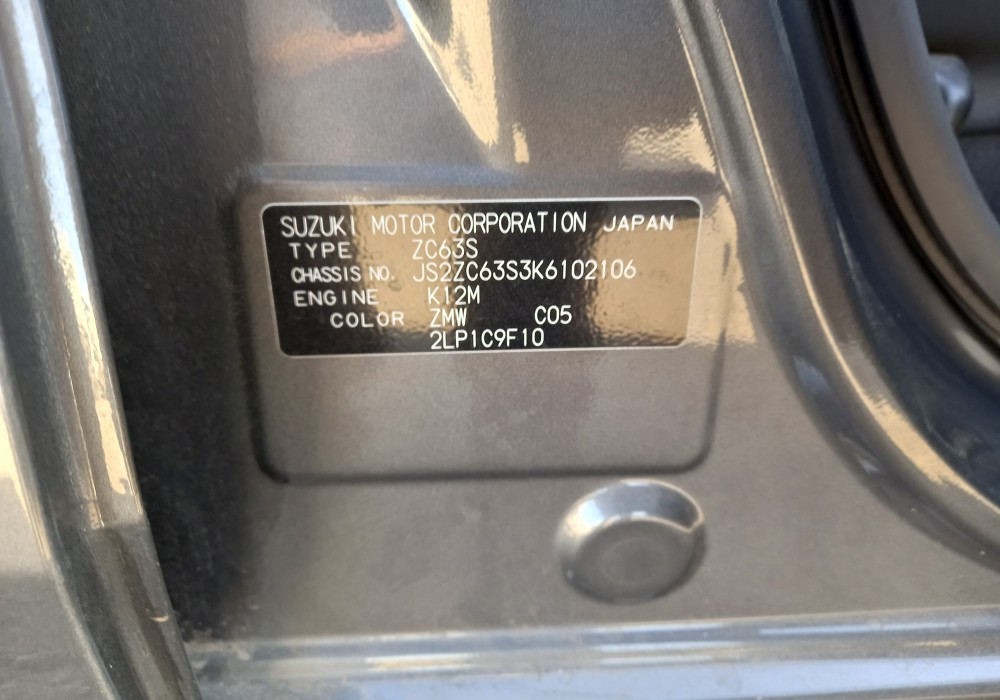 SUZUKI MOTOR CORPORATION JAPAN
TYPE ZC63S
CHASSIS NO. JS2ZC63S3K6102106
ENGINE K12M
COLOR ZMW C05
2LP1C9F10